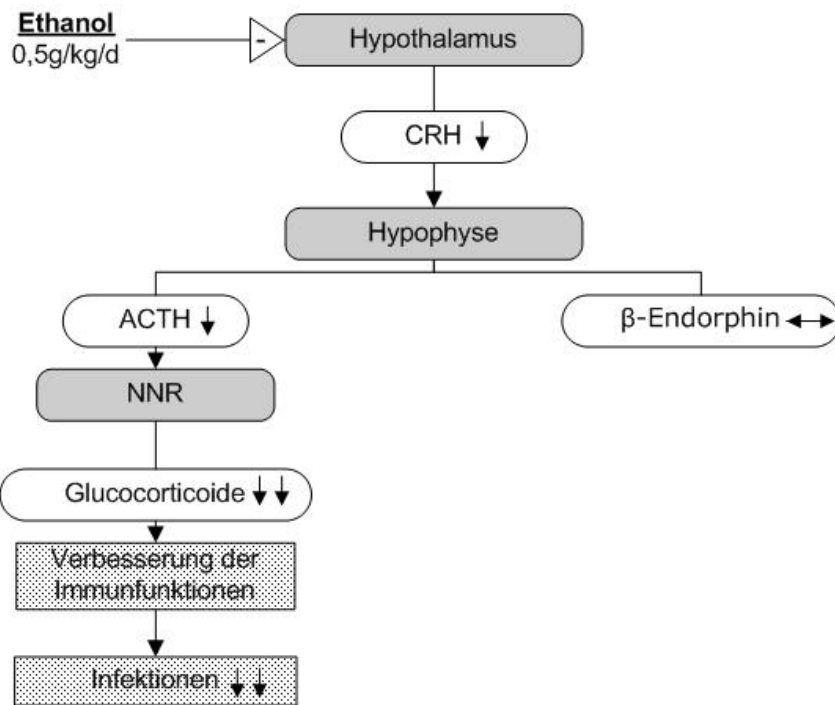 Ethanol
0,5g/kg/d
-
Hypothalamus
CRH ↓
Hypophyse
ACTH ↓
β-Endorphin ↔
NNR
Glucocorticoide ↓↓
Verbesserung der
Immunfunktionen
Infektionen ↓↓